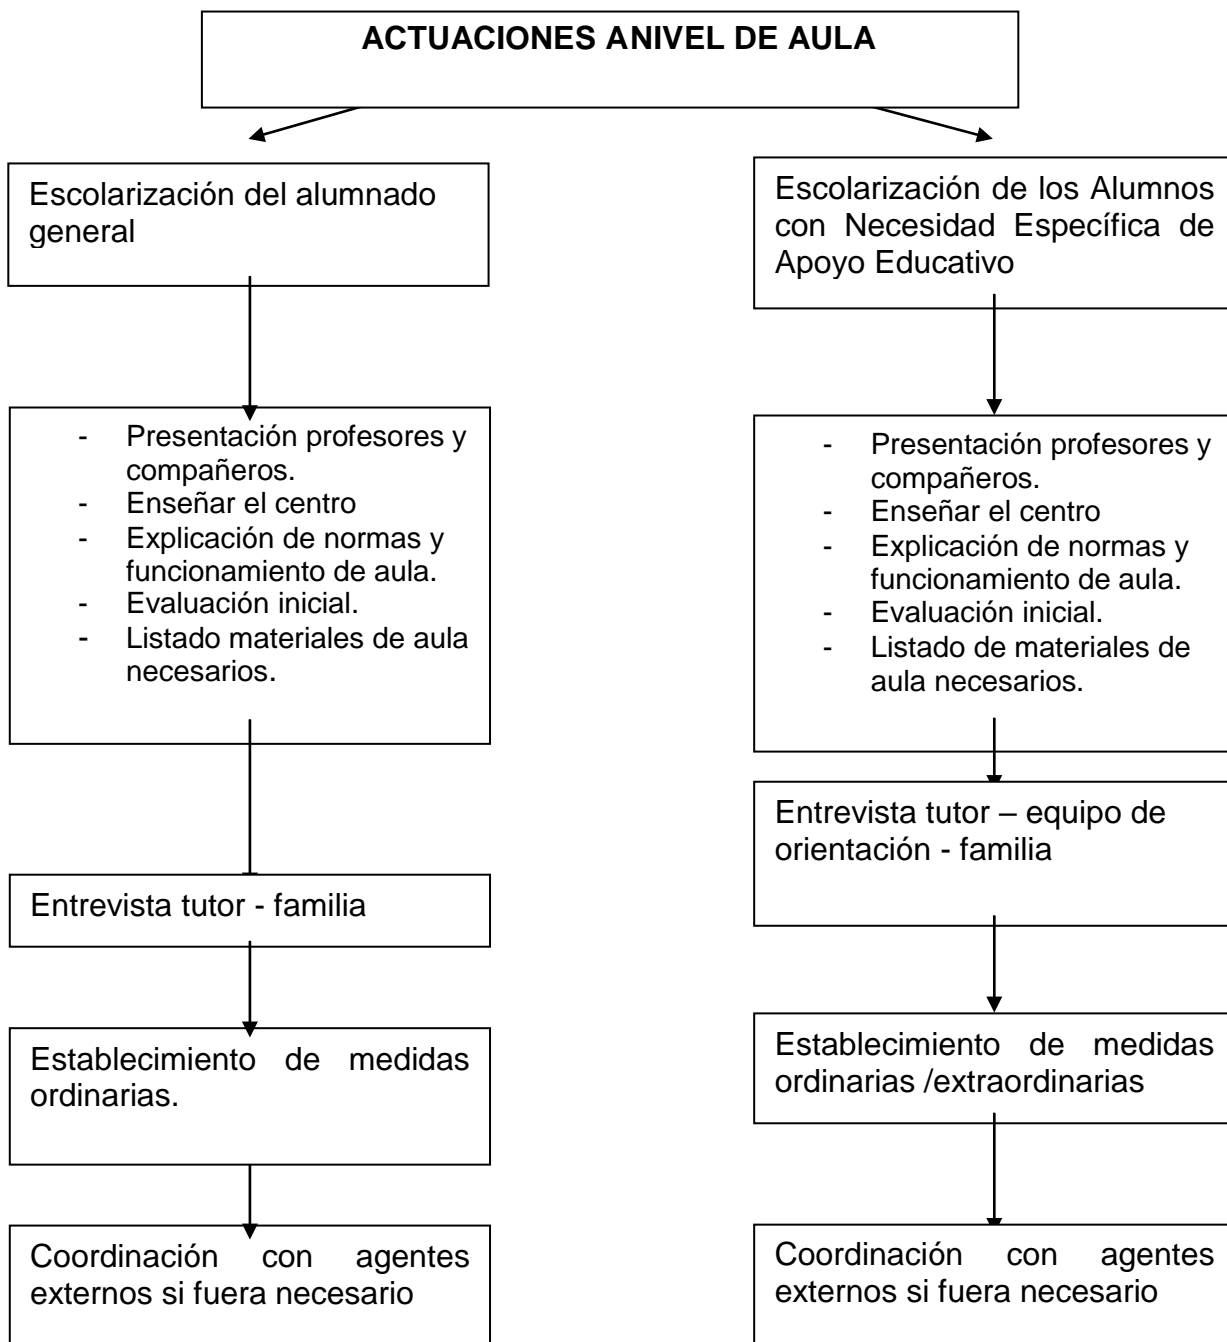 ACTUACIONES ANIVEL DE AULA
Escolarización del alumnado
general
- Presentación profesores y
compañeros.
- Enseñar el centro
- Explicación de normas y
funcionamiento de aula.
- Evaluación inicial.
- Listado materiales de aula
necesarios.
Entrevista tutor - familia
Establecimiento de medidas
ordinarias.
Coordinación con agentes
externos si fuera necesario
Escolarización de los Alumnos
con Necesidad Específica de
Apoyo Educativo
- Presentación profesores y
compañeros.
- Enseñar el centro
- Explicación de normas y
funcionamiento de aula.
- Evaluación inicial.
- Listado de materiales de
aula necesarios.
Entrevista tutor – equipo de
orientación - familia
Establecimiento de medidas
ordinarias /extraordinarias
Coordinación con agentes
externos si fuera necesario